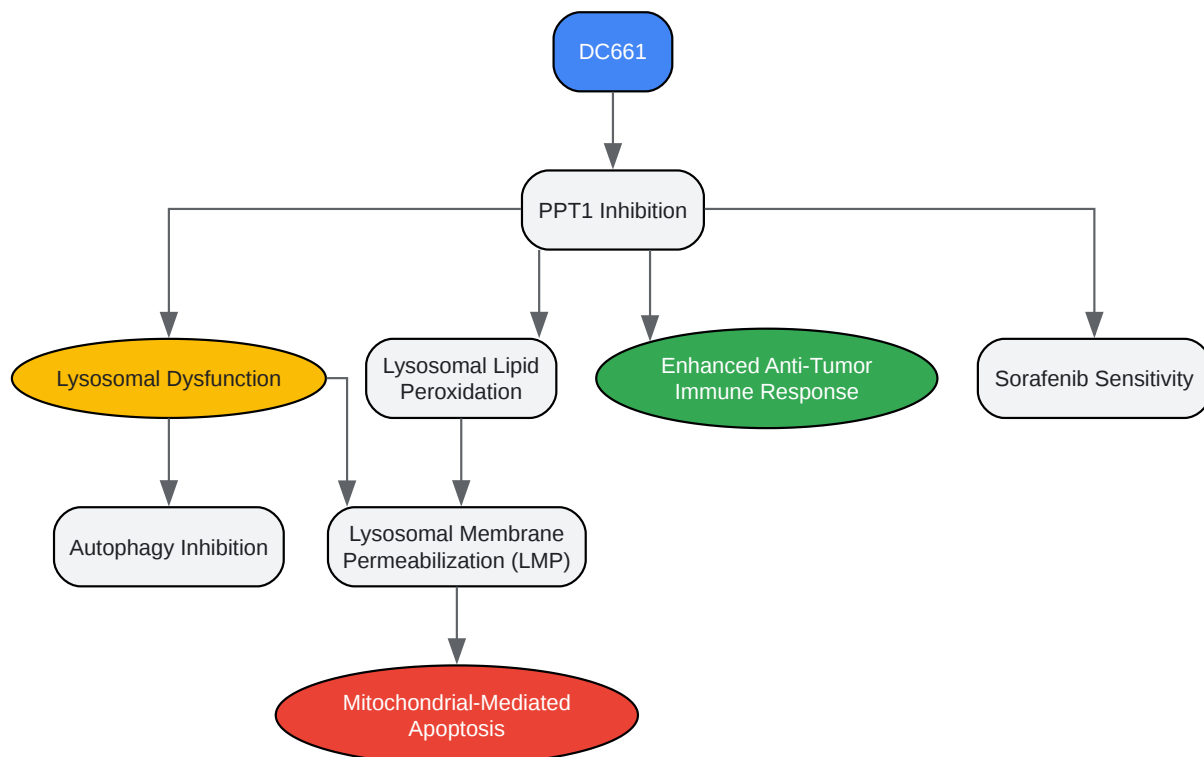 DC661
PPT1 Inhibition
Lysosomal Dysfunction
Lysosomal Lipid
Peroxidation
Enhanced Anti-Tumor
Immune Response
Sorafenib Sensitivity
Autophagy Inhibition
Lysosomal Membrane
Permeabilization (LMP)
Mitochondrial-Mediated
Apoptosis